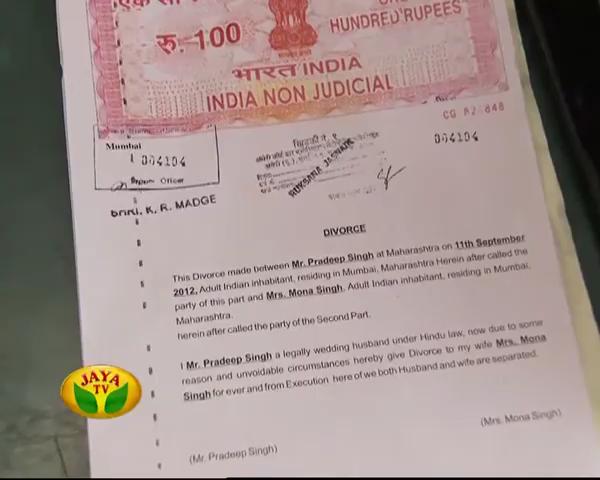 HUNDRED RUPEES
रु. 100
भारत INDIA
INDIA NON JUDICIAL
Mumbai
004104
Officer
004104
RUKSANA
K. R. MADGE
DIVORCE
This Divorce made between Mr. Pradeep Singh at Maharashtra on 11th September
2012, Adult Indian inhabitant, residing in Mumbai, Maharashtra Herein after called the
party of this part and Mrs. Mona Singh, Adult Indian inhabitant, residing in Mumbai,
Maharashtra.
herein after called the party of the Second Part.
I Mr. Pradeep Singh a legally wedding husband under Hindu law, now due to some
reason and unvoidable circumstances hereby give Divorce to my wife Mrs. Mona
Singh for ever and from Execution here of we both Husband and wife are separated.
(Mr. Pradeep Singh)
(Mrs. Mona Singh)
JAYA
TV